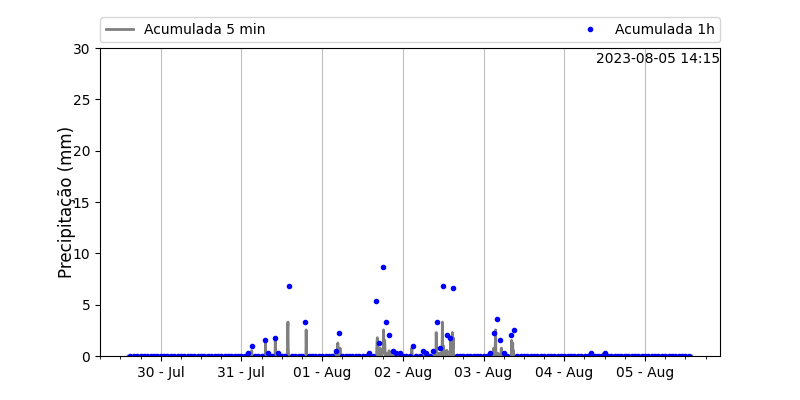 Acumulada 5 min
Acumulada 1h
2023-08-05 14:15
Precipitação (mm)
30
25
20
15
10
5
0
30 - Jul
31 - Jul
01 - Aug
02 - Aug
03 - Aug
04 - Aug
05 - Aug